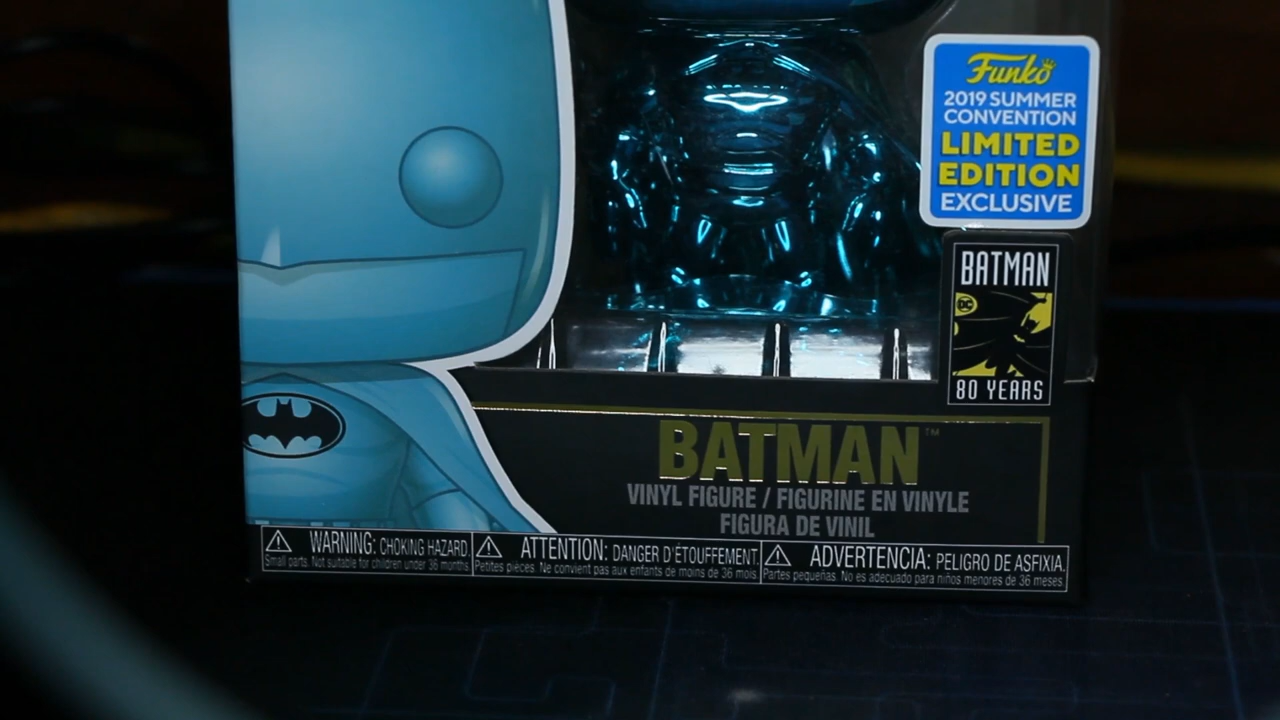 Funko
2019 SUMMER
CONVENTION
LIMITED
EDITION
EXCLUSIVE
BATMAN
DC
80 YEARS
BATMAN™
VINYL FIGURE / FIGURINE EN VINYLE
FIGURA DE VINIL
WARNING: CHOKING HAZARD.
Small parts. Not suitable for children under 36 months.
ATTENTION: DANGER D'ÉTOUFFEMENT.
Petites pièces. Ne convient pas aux enfants de moins de 36 mois.
ADVERTENCIA: PELIGRO DE ASFIXIA.
Partes pequeñas. No es adecuado para niños menores de 36 meses.